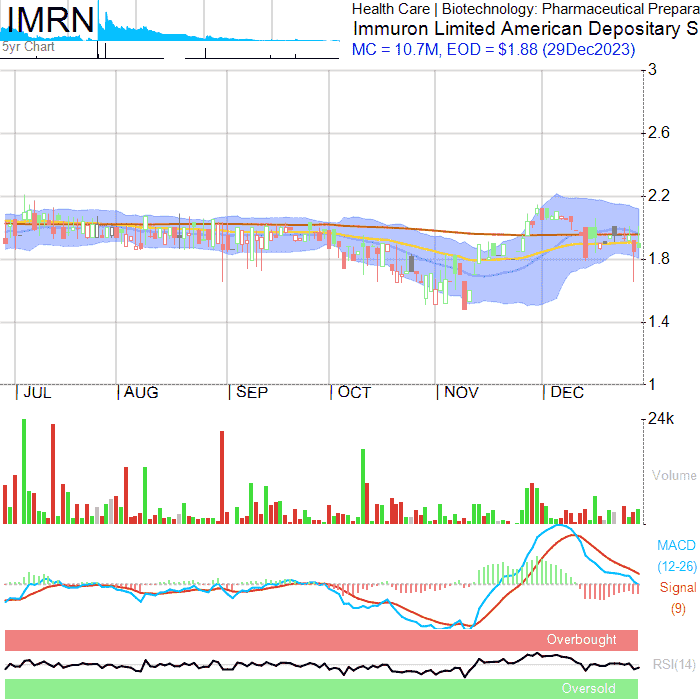 IMRN
5yr Chart
Health Care | Biotechnology: Pharmaceutical Prepara
Immuron Limited American Depositary S
MC = 10.7M, EOD = $1.88 (29Dec2023)
3
2.6
2.2
1.8
1.4
1
JUL AUG SEP OCT NOV DEC
24k
Volume
MACD
(12-26)
Signal
(9)
Overbought
RSI(14)
Oversold